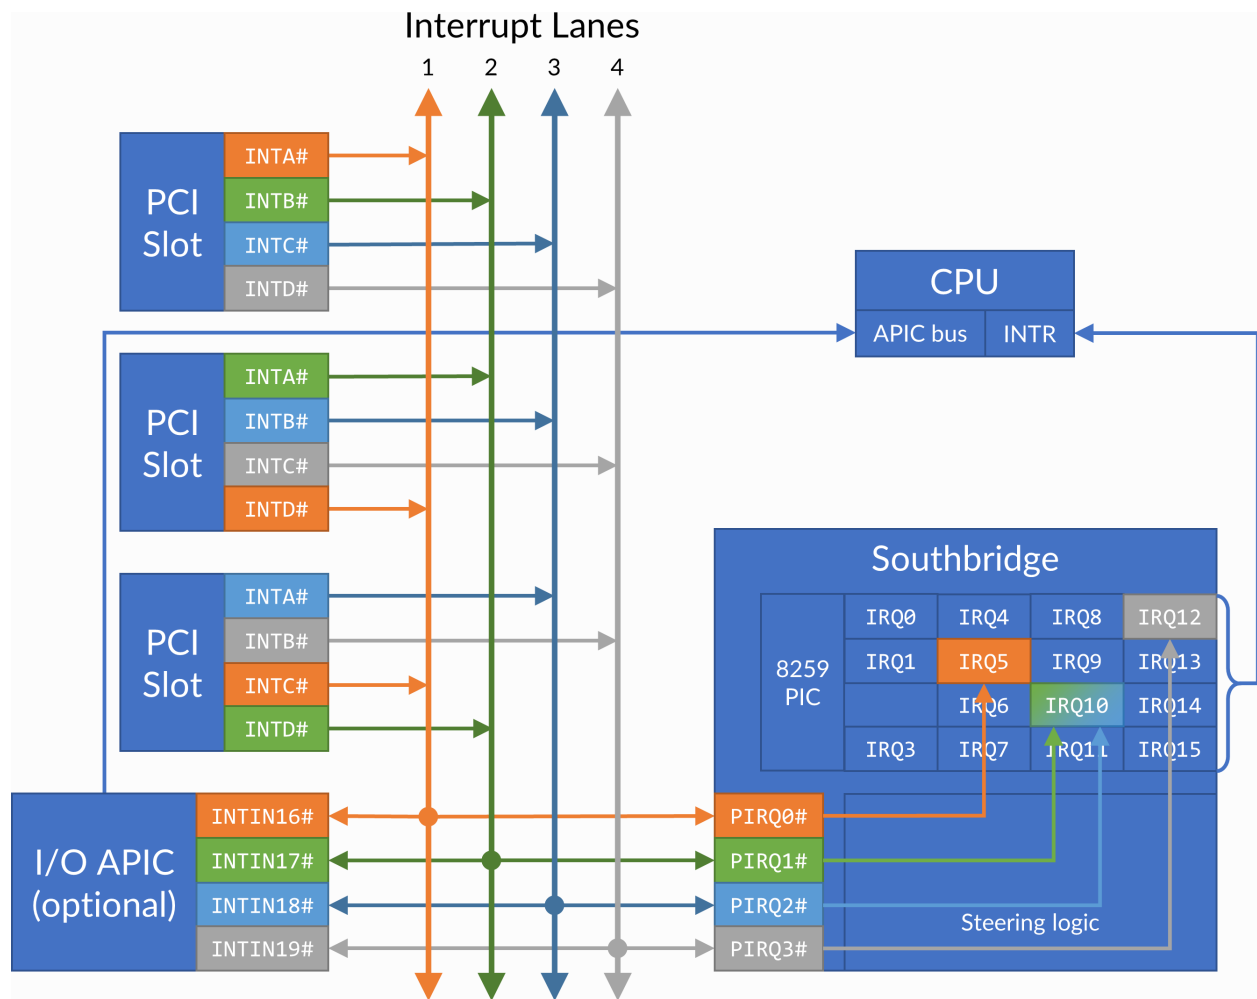 Interrupt Lanes
1 2 3 4
PCI
Slot
INTA#
INTB#
INTC#
INTD#
CPU
APIC bus
INTR
PCI
Slot
INTA#
INTB#
INTC#
INTD#
PCI
Slot
INTA#
INTB#
INTC#
INTD#
Southbridge
8259
PIC
IRQ0 IRQ4 IRQ8 IRQ12
IRQ1 IRQ5 IRQ9 IRQ13
IRQ6 IRQ10 IRQ14
IRQ3 IRQ7 IRQ11 IRQ15
I/O APIC
(optional)
INTIN16#
INTIN17#
INTIN18#
INTIN19#
PIRQ0#
PIRQ1#
PIRQ2#
PIRQ3#
Steering logic